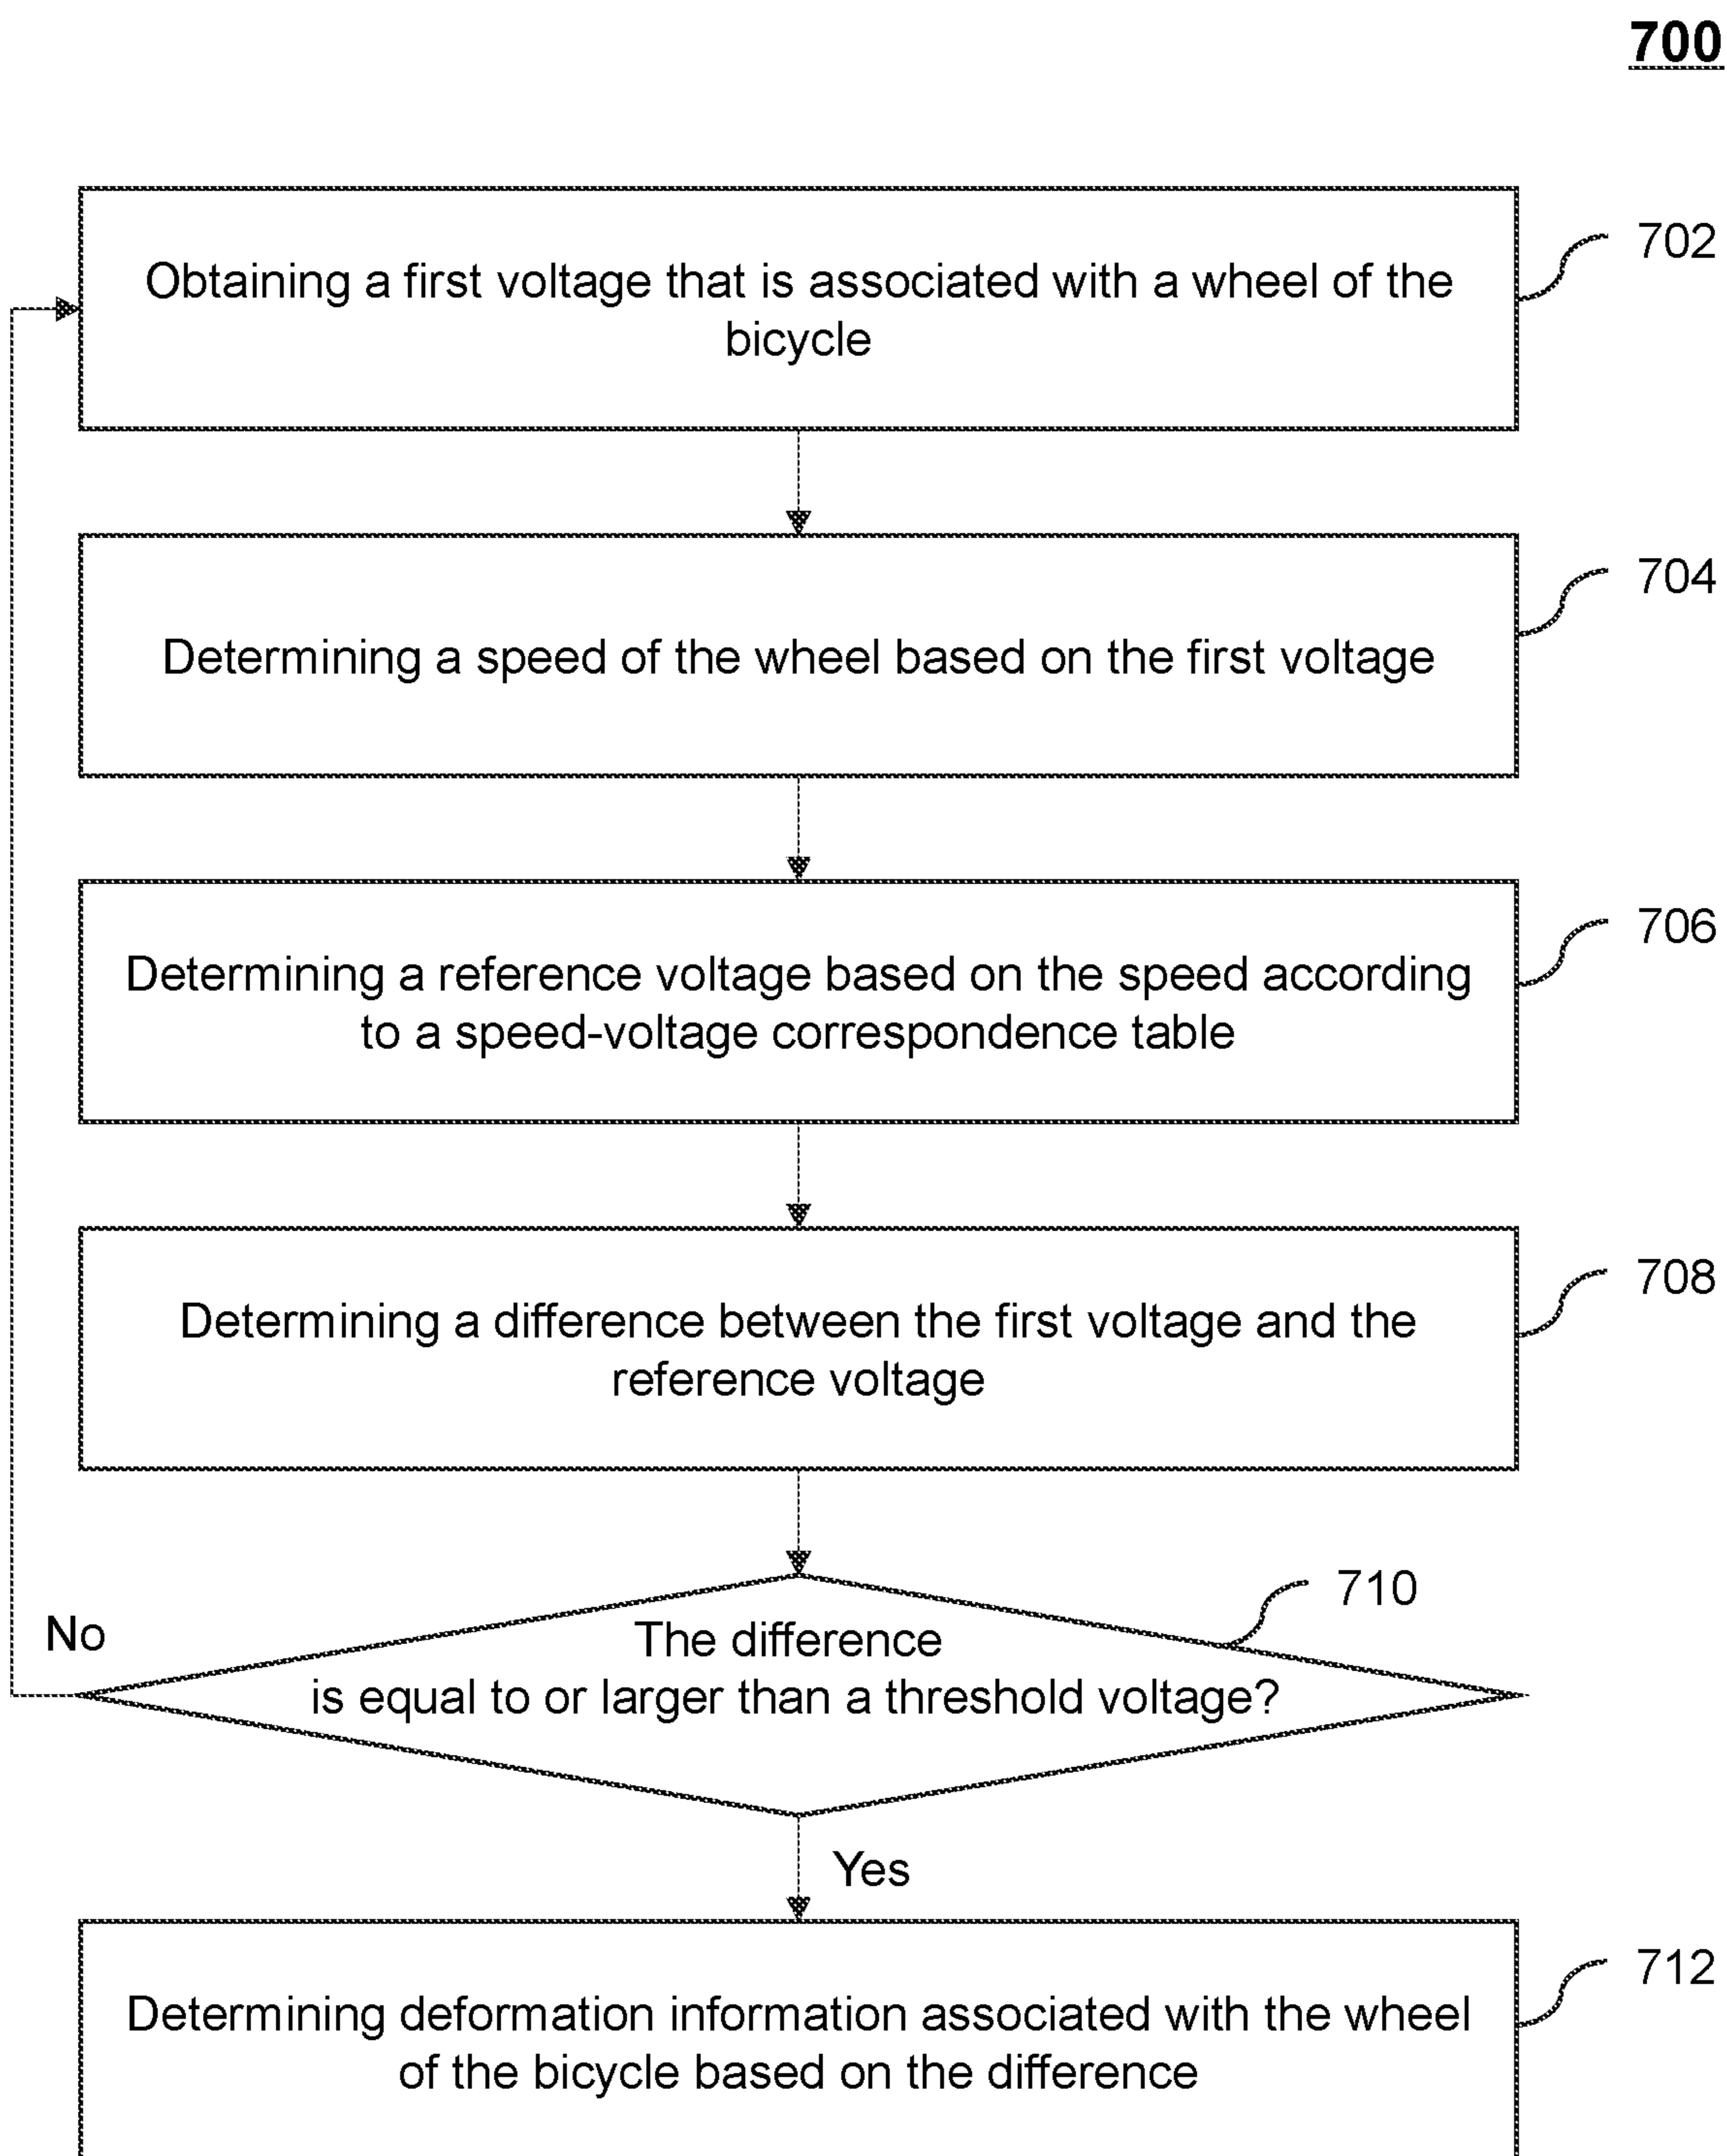 700
Obtaining a first voltage that is associated with a wheel of the
bicycle
702
Determining a speed of the wheel based on the first voltage
704
Determining a reference voltage based on the speed according
to a speed-voltage correspondence table
706
Determining a difference between the first voltage and the
reference voltage
708
The difference
is equal to or larger than a threshold voltage?
710
No
Yes
Determining deformation information associated with the wheel
of the bicycle based on the difference
712